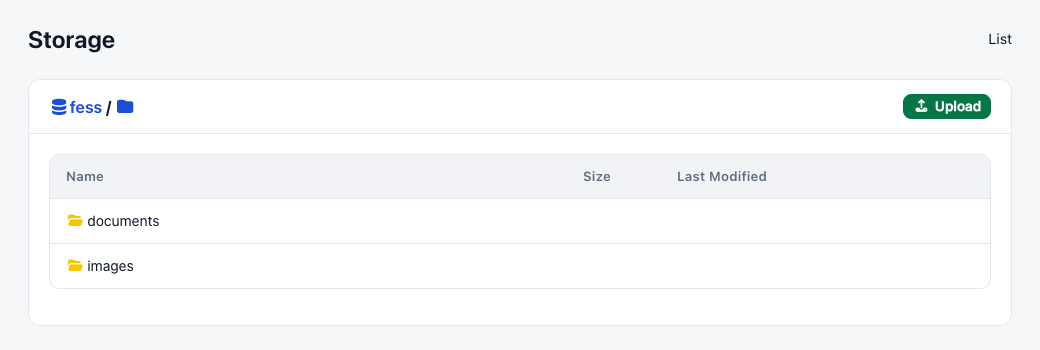 Storage
List
fess /
Upload
Name Size Last Modified
documents
images